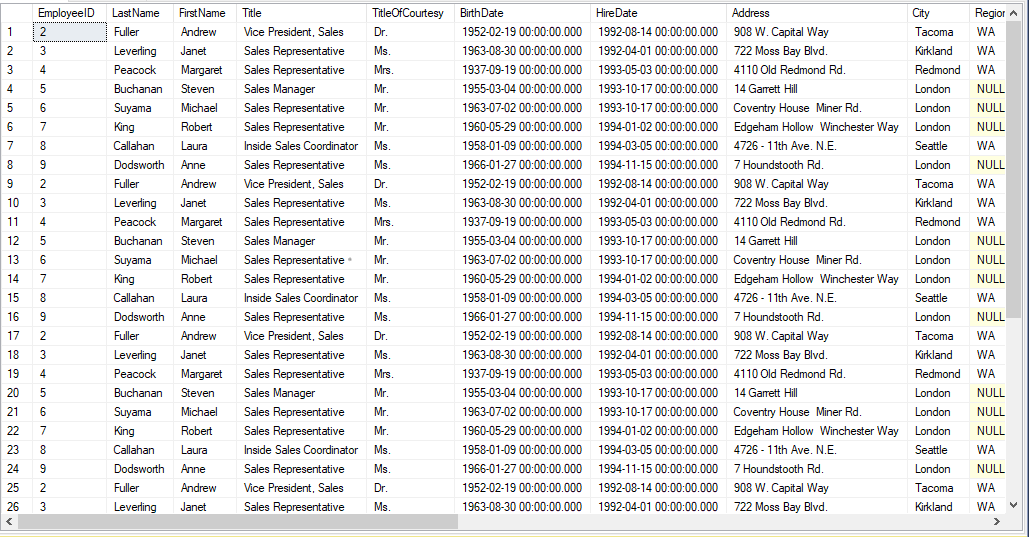 EmployeeID LastName FirstName Title TitleOfCourtesy BirthDate HireDate Address City Region
1 2 Fuller Andrew Vice President, Sales Dr. 1952-02-19 00:00:00.000 1992-08-14 00:00:00.000 908 W. Capital Way Tacoma WA
2 3 Leverling Janet Sales Representative Ms. 1963-08-30 00:00:00.000 1992-04-01 00:00:00.000 722 Moss Bay Blvd. Kirkland WA
3 4 Peacock Margaret Sales Representative Mrs. 1937-09-19 00:00:00.000 1993-05-03 00:00:00.000 4110 Old Redmond Rd. Redmond WA
4 5 Buchanan Steven Sales Manager Mr. 1955-03-04 00:00:00.000 1993-10-17 00:00:00.000 14 Garrett Hill London NULL
5 6 Suyama Michael Sales Representative Mr. 1963-07-02 00:00:00.000 1993-10-17 00:00:00.000 Coventry House  Miner Rd. London NULL
6 7 King Robert Sales Representative Mr. 1960-05-29 00:00:00.000 1994-01-02 00:00:00.000 Edgeham Hollow  Winchester Way London NULL
7 8 Callahan Laura Inside Sales Coordinator Ms. 1958-01-09 00:00:00.000 1994-03-05 00:00:00.000 4726 - 11th Ave. N.E. Seattle WA
8 9 Dodsworth Anne Sales Representative Ms. 1966-01-27 00:00:00.000 1994-11-15 00:00:00.000 7 Houndstooth Rd. London NULL
9 2 Fuller Andrew Vice President, Sales Dr. 1952-02-19 00:00:00.000 1992-08-14 00:00:00.000 908 W. Capital Way Tacoma WA
10 3 Leverling Janet Sales Representative Ms. 1963-08-30 00:00:00.000 1992-04-01 00:00:00.000 722 Moss Bay Blvd. Kirkland WA
11 4 Peacock Margaret Sales Representative Mrs. 1937-09-19 00:00:00.000 1993-05-03 00:00:00.000 4110 Old Redmond Rd. Redmond WA
12 5 Buchanan Steven Sales Manager Mr. 1955-03-04 00:00:00.000 1993-10-17 00:00:00.000 14 Garrett Hill London NULL
13 6 Suyama Michael Sales Representative Mr. 1963-07-02 00:00:00.000 1993-10-17 00:00:00.000 Coventry House  Miner Rd. London NULL
14 7 King Robert Sales Representative Mr. 1960-05-29 00:00:00.000 1994-01-02 00:00:00.000 Edgeham Hollow  Winchester Way London NULL
15 8 Callahan Laura Inside Sales Coordinator Ms. 1958-01-09 00:00:00.000 1994-03-05 00:00:00.000 4726 - 11th Ave. N.E. Seattle WA
16 9 Dodsworth Anne Sales Representative Ms. 1966-01-27 00:00:00.000 1994-11-15 00:00:00.000 7 Houndstooth Rd. London NULL
17 2 Fuller Andrew Vice President, Sales Dr. 1952-02-19 00:00:00.000 1992-08-14 00:00:00.000 908 W. Capital Way Tacoma WA
18 3 Leverling Janet Sales Representative Ms. 1963-08-30 00:00:00.000 1992-04-01 00:00:00.000 722 Moss Bay Blvd. Kirkland WA
19 4 Peacock Margaret Sales Representative Mrs. 1937-09-19 00:00:00.000 1993-05-03 00:00:00.000 4110 Old Redmond Rd. Redmond WA
20 5 Buchanan Steven Sales Manager Mr. 1955-03-04 00:00:00.000 1993-10-17 00:00:00.000 14 Garrett Hill London NULL
21 6 Suyama Michael Sales Representative Mr. 1963-07-02 00:00:00.000 1993-10-17 00:00:00.000 Coventry House  Miner Rd. London NULL
22 7 King Robert Sales Representative Mr. 1960-05-29 00:00:00.000 1994-01-02 00:00:00.000 Edgeham Hollow  Winchester Way London NULL
23 8 Callahan Laura Inside Sales Coordinator Ms. 1958-01-09 00:00:00.000 1994-03-05 00:00:00.000 4726 - 11th Ave. N.E. Seattle WA
24 9 Dodsworth Anne Sales Representative Ms. 1966-01-27 00:00:00.000 1994-11-15 00:00:00.000 7 Houndstooth Rd. London NULL
25 2 Fuller Andrew Vice President, Sales Dr. 1952-02-19 00:00:00.000 1992-08-14 00:00:00.000 908 W. Capital Way Tacoma WA
26 3 Leverling Janet Sales Representative Ms. 1963-08-30 00:00:00.000 1992-04-01 00:00:00.000 722 Moss Bay Blvd. Kirkland WA